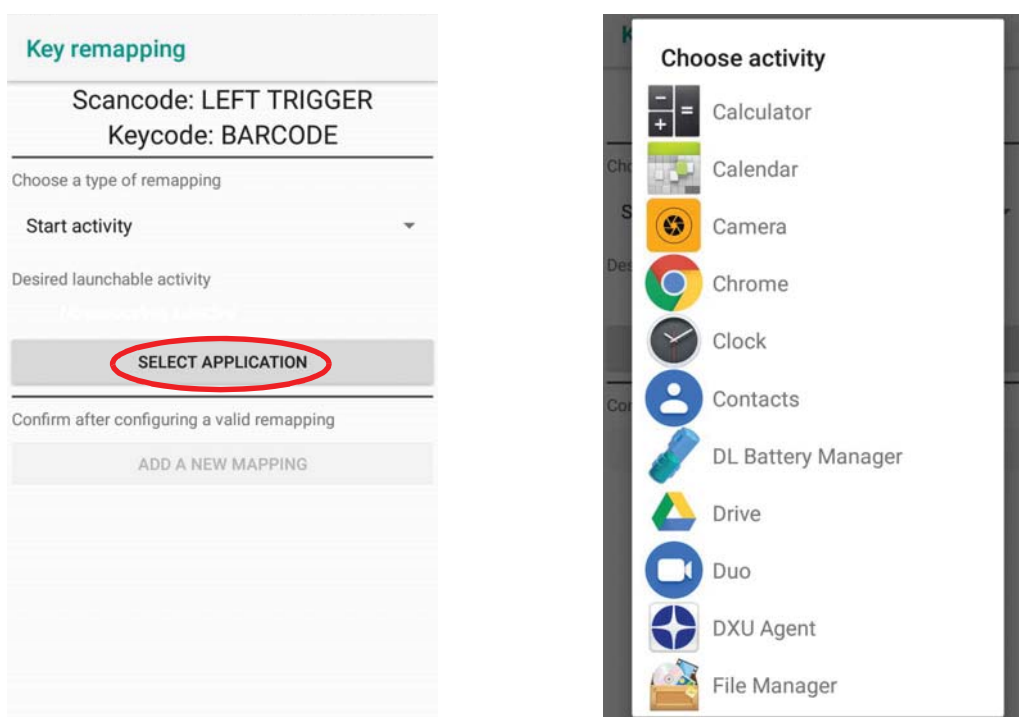 Key remapping
Scancode: LEFT TRIGGER
Keycode: BARCODE
Choose a type of remapping
Start activity
Desired launchable activity
SELECT APPLICATION
Confirm after configuring a valid remapping
ADD A NEW MAPPING
Choose activity
Calculator
Calendar
Camera
Chrome
Clock
Contacts
DL Battery Manager
Drive
Duo
DXU Agent
File Manager